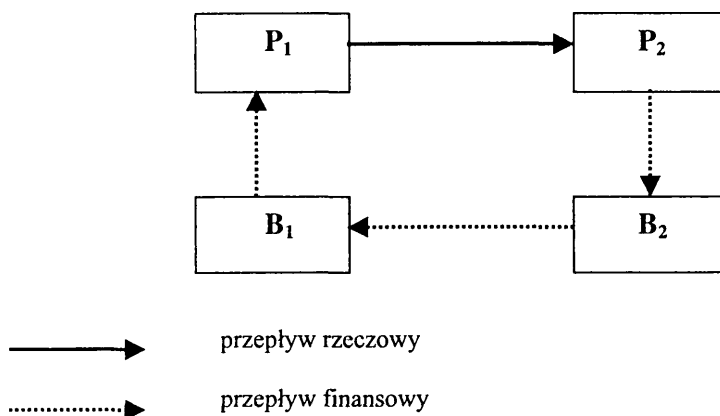 P₁ P₂
B₁ B₂
przepływ rzeczowy
przepływ finansowy